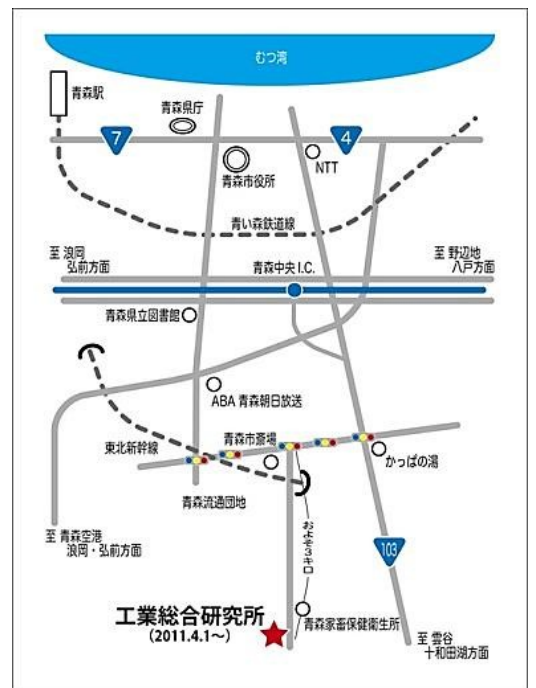 むつ湾
青森駅
青森県庁
7
4
青森市役所
NTT
青い森鉄道線
至 浪岡
弘前方面
青森中央I.C.
至 野辺地
八戸方面
青森県立図書館
ABA 青森朝日放送
東北新幹線
青森市斎場
かっぱの湯
青森流通団地
至 青森空港
浪岡・弘前方面
およそ3キロ
103
工業総合研究所
(2011.4.1～)
青森家畜保健衛生所
至 雲谷
十和田湖方面